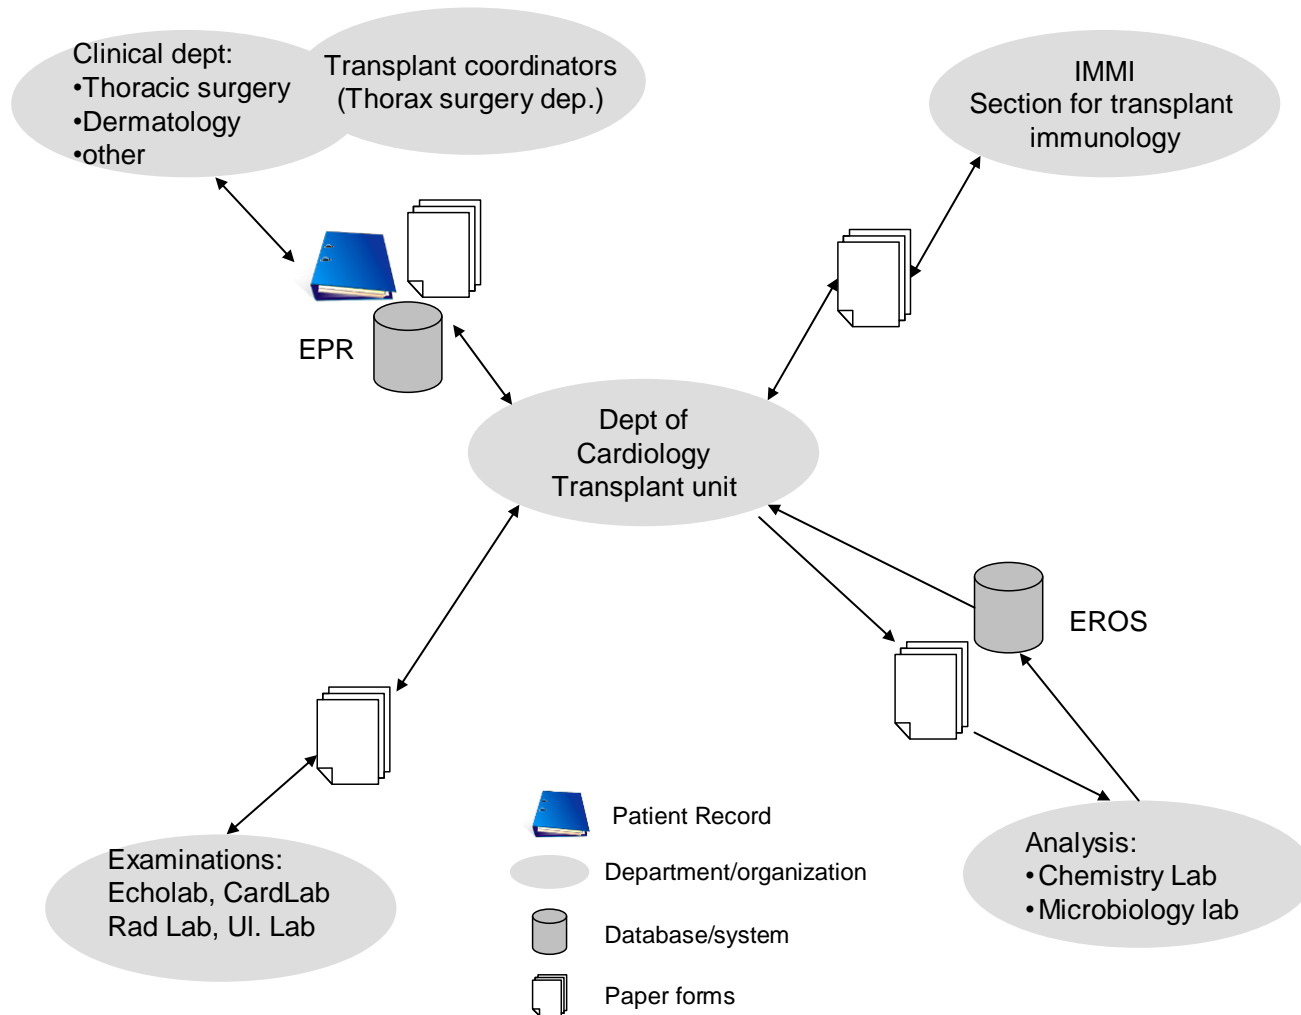 Clinical dept:
•Thoracic surgery
•Dermatology
•other
Transplant coordinators
(Thorax surgery dep.)
IMMI
Section for transplant
immunology
EPR
Dept of
Cardiology
Transplant unit
EROS
Examinations:
Echolab, CardLab
Rad Lab, Ul. Lab
Analysis:
•Chemistry Lab
•Microbiology lab
Patient Record
Department/organization
Database/system
Paper forms